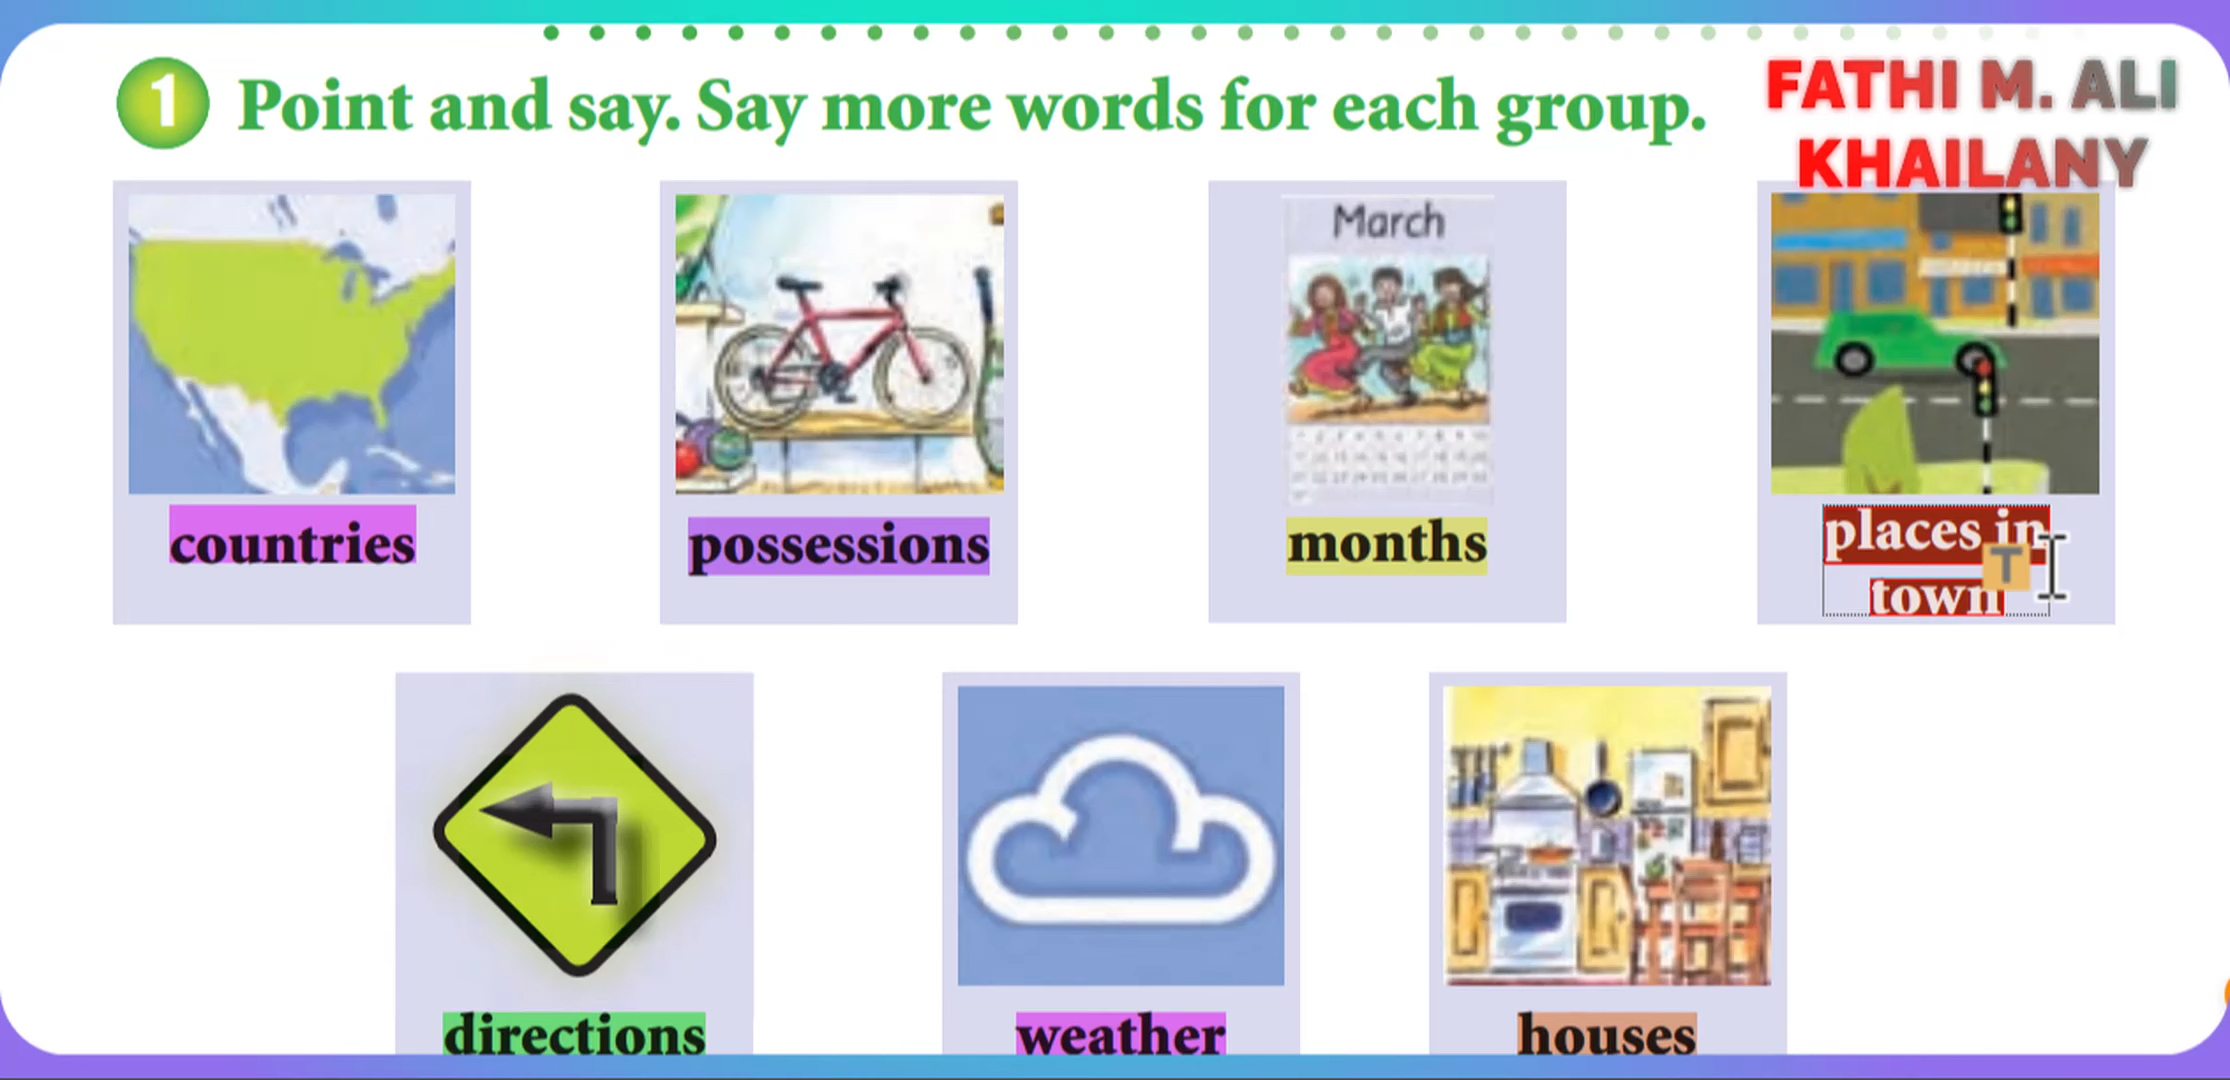 1 Point and say. Say more words for each group.
FATHI M. ALI
KHAILANY
March
countries
possessions
months
places in
town
T
directions
weather
houses